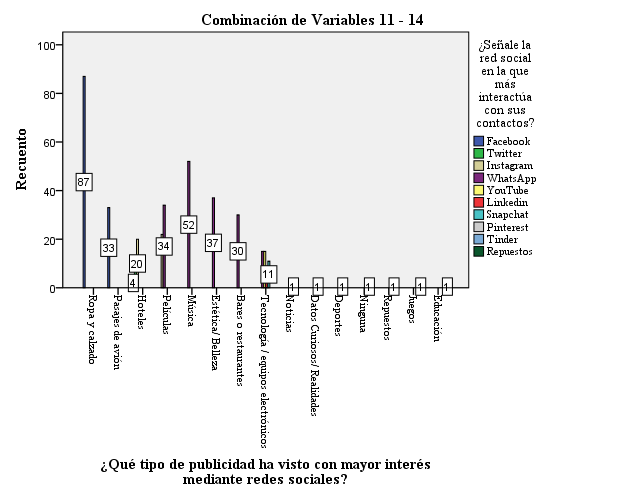 Combinación de Variables 11 - 14
Recuento
100
80
60
40
20
0
87
33
4
20
34
52
37
30
11
1
1
1
1
1
1
1
Ropa y calzado
Pasajes de avión
Hoteles
Películas
Música
Estética/ Belleza
Bares o restaurantes
Tecnología / equipos electrónicos
Noticias
Datos Curiosos/ Realidades
Deportes
Ninguna
Repuestos
Juegos
Educación
¿Qué tipo de publicidad ha visto con mayor interés
mediante redes sociales?
¿Señale la
red social
en la que
más
interactúa
con sus
contactos?
Facebook
Twitter
Instagram
WhatsApp
YouTube
Linkedin
Snapchat
Pinterest
Tinder
Repuestos